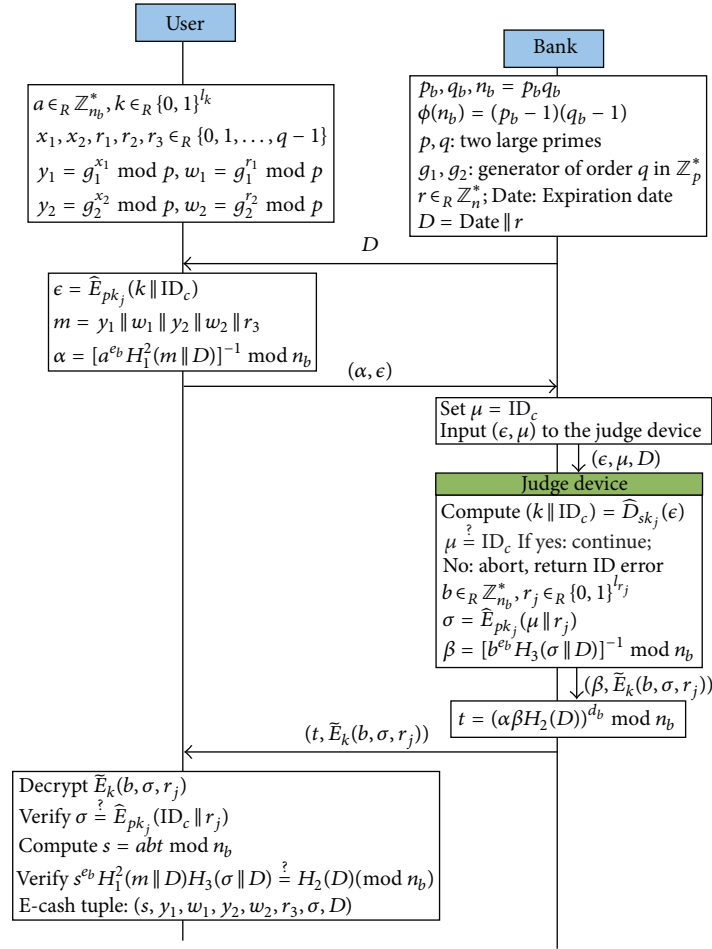 User
Bank
a ∈_R ℤ*_{n_b}, k ∈_R {0, 1}^{l_k}
x_1, x_2, r_1, r_2, r_3 ∈_R {0, 1, . . . , q − 1}
y_1 = g_1^{x_1} mod p, w_1 = g_1^{r_1} mod p
y_2 = g_2^{x_2} mod p, w_2 = g_2^{r_2} mod p
p_b, q_b, n_b = p_b q_b
ϕ(n_b) = (p_b − 1)(q_b − 1)
p, q: two large primes
g_1, g_2: generator of order q in ℤ*_p
r ∈_R ℤ*_n; Date: Expiration date
D = Date ‖ r
D
ϵ = Ê_{pk_j}(k ‖ ID_c)
m = y_1 ‖ w_1 ‖ y_2 ‖ w_2 ‖ r_3
α = [a^{e_b} H_1^2(m ‖ D)]^{−1} mod n_b
(α, ϵ)
Set μ = ID_c
Input (ϵ, μ) to the judge device
(ϵ, μ, D)
Judge device
Compute (k ‖ ID_c) = D̂_{sk_j}(ϵ)
μ ≟ ID_c If yes: continue;
No: abort, return ID error
b ∈_R ℤ*_{n_b}, r_j ∈_R {0, 1}^{l_{r_j}}
σ = Ê_{pk_j}(μ ‖ r_j)
β = [b^{e_b} H_3(σ ‖ D)]^{−1} mod n_b
(β, Ẽ_k(b, σ, r_j))
t = (αβH_2(D))^{d_b} mod n_b
(t, Ẽ_k(b, σ, r_j))
Decrypt Ẽ_k(b, σ, r_j)
Verify σ ≟ Ê_{pk_j}(ID_c ‖ r_j)
Compute s = abt mod n_b
Verify s^{e_b} H_1^2(m ‖ D)H_3(σ ‖ D) ≟ H_2(D)(mod n_b)
E-cash tuple: (s, y_1, w_1, y_2, w_2, r_3, σ, D)